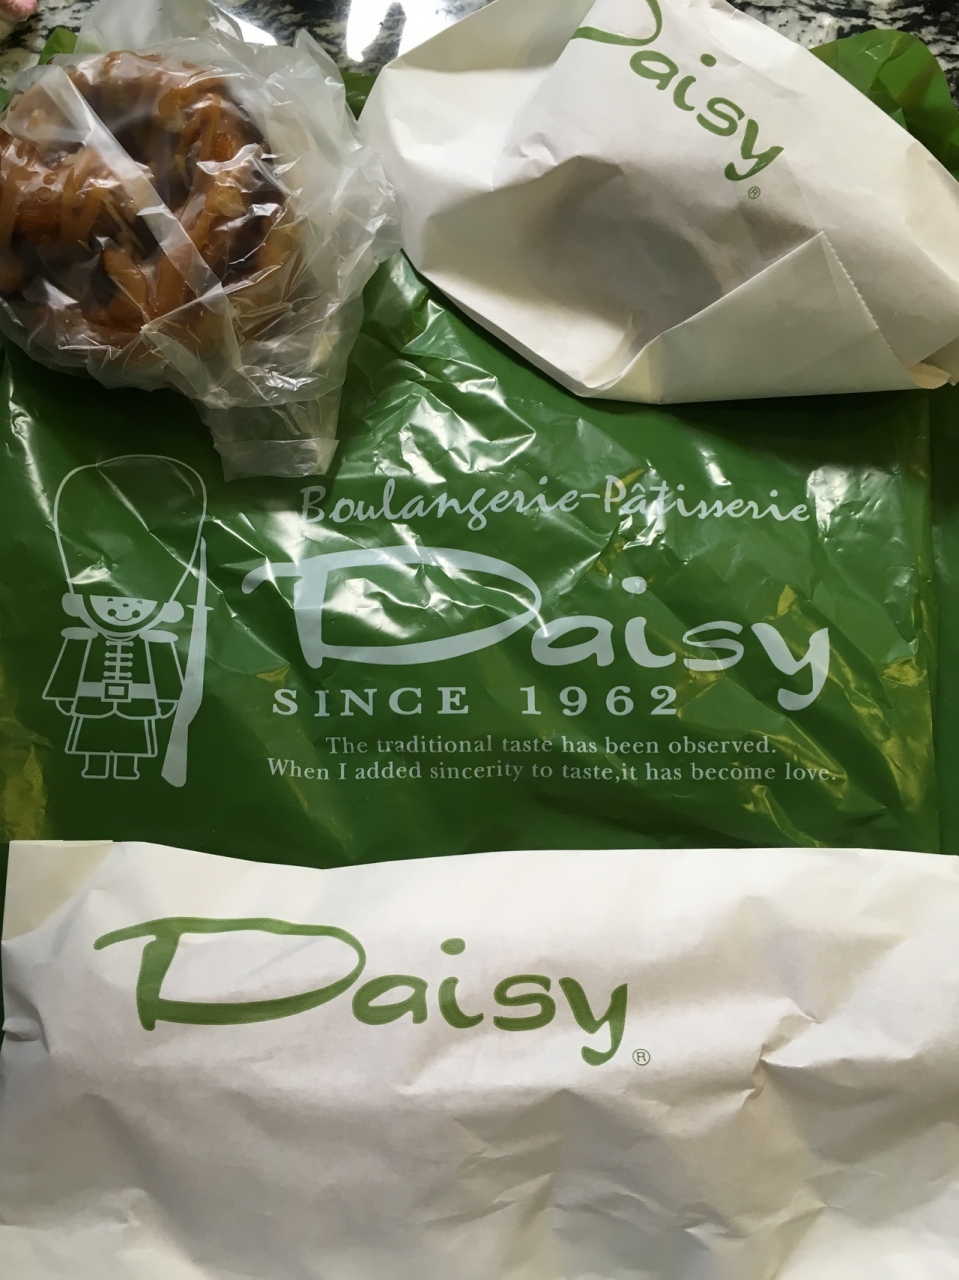 Daisy
®
Boulangerie-Pâtisserie
Daisy
SINCE 1962
The traditional taste has been observed.
When I added sincerity to taste,it has become love.
Daisy
®